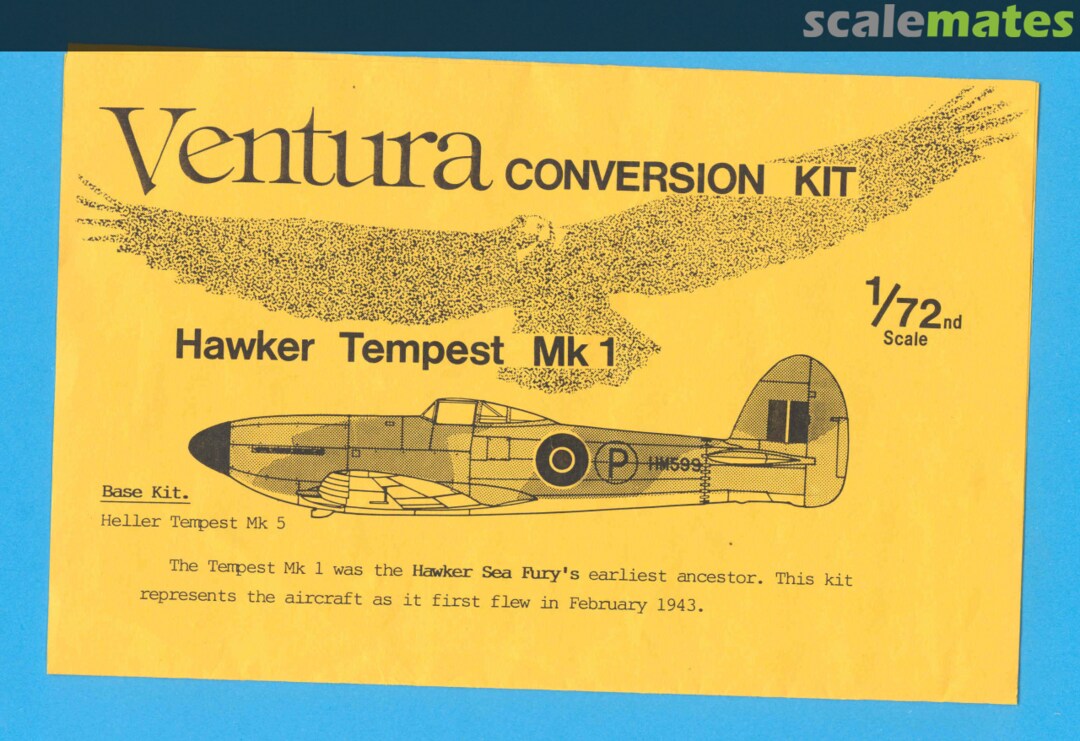 scalemates
Ventura CONVERSION KIT
1/72nd
Scale
Hawker Tempest Mk 1
P HM599
Base Kit.
Heller Tempest Mk 5
The Tempest Mk 1 was the Hawker Sea Fury's earliest ancestor. This kit
represents the aircraft as it first flew in February 1943.